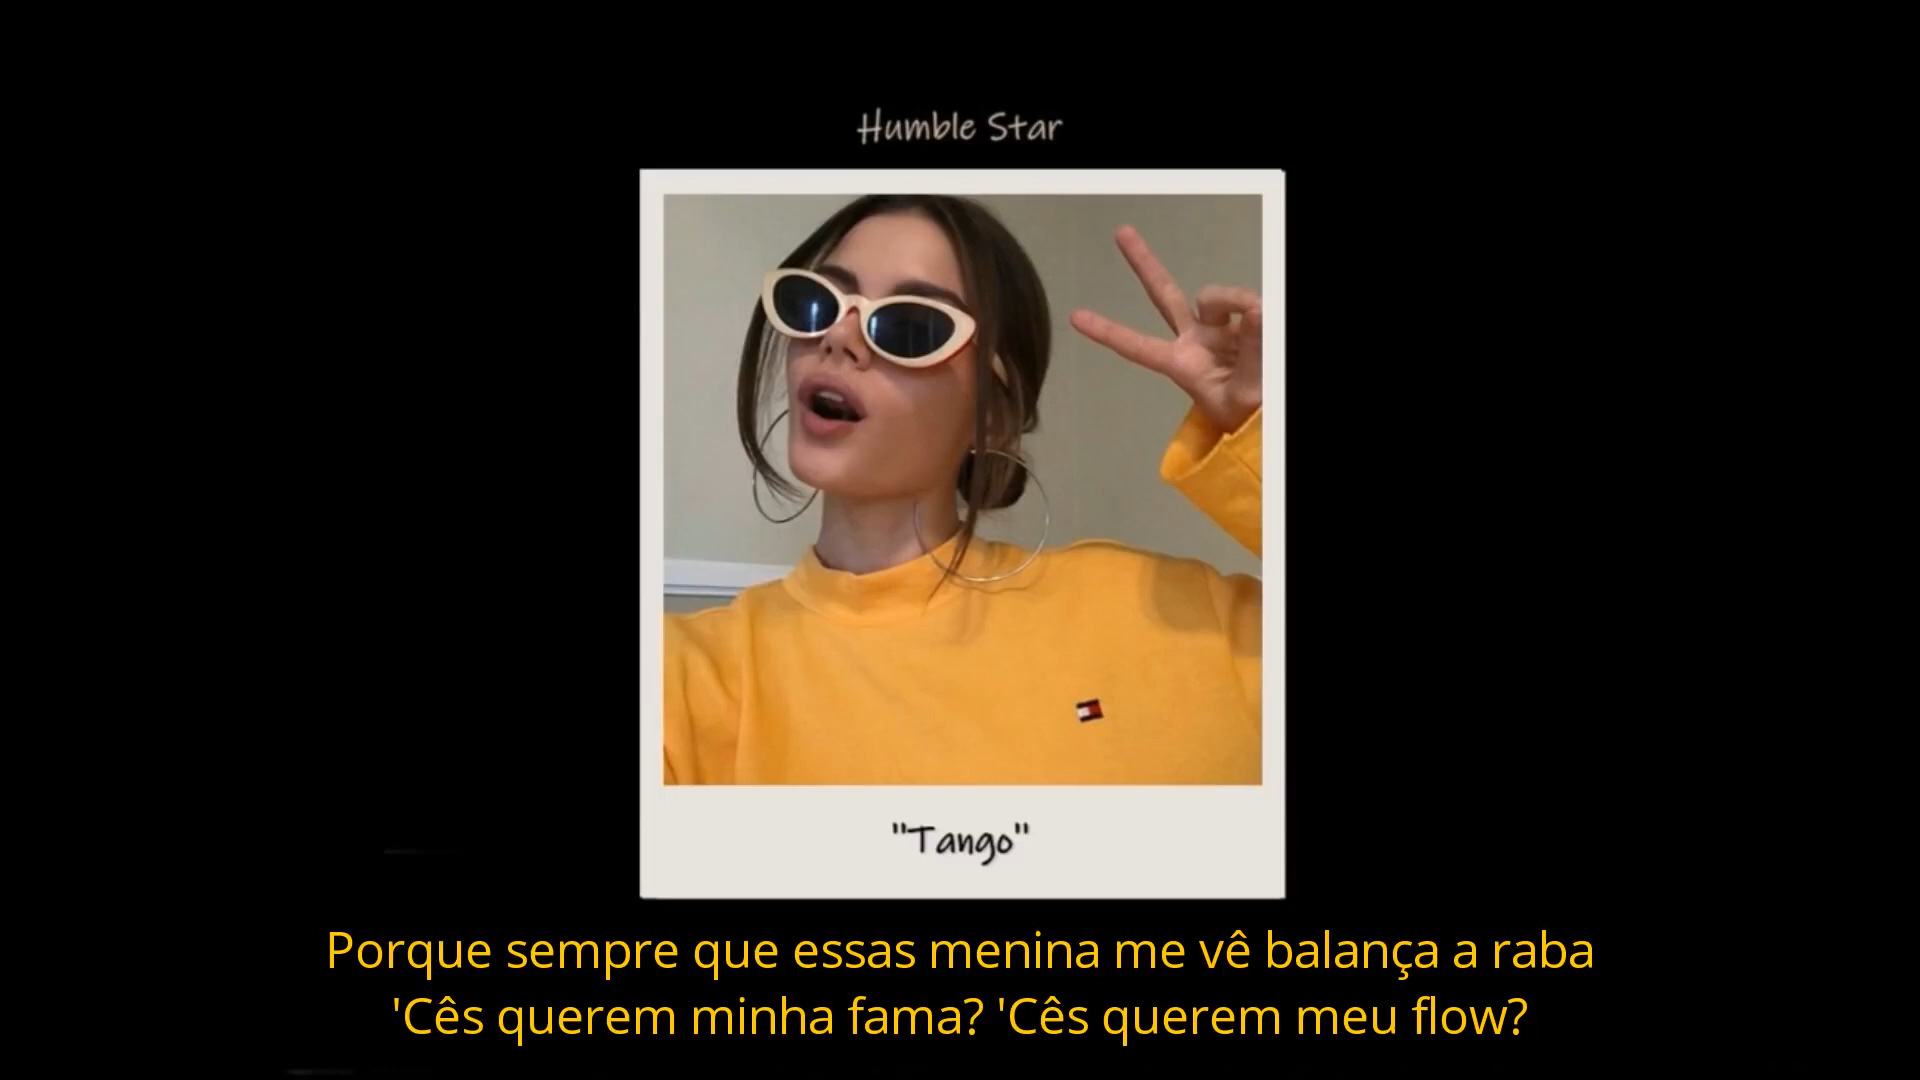 Humble Star
"Tango"
Porque sempre que essas menina me vê balança a raba
'Cês querem minha fama? 'Cês querem meu flow?